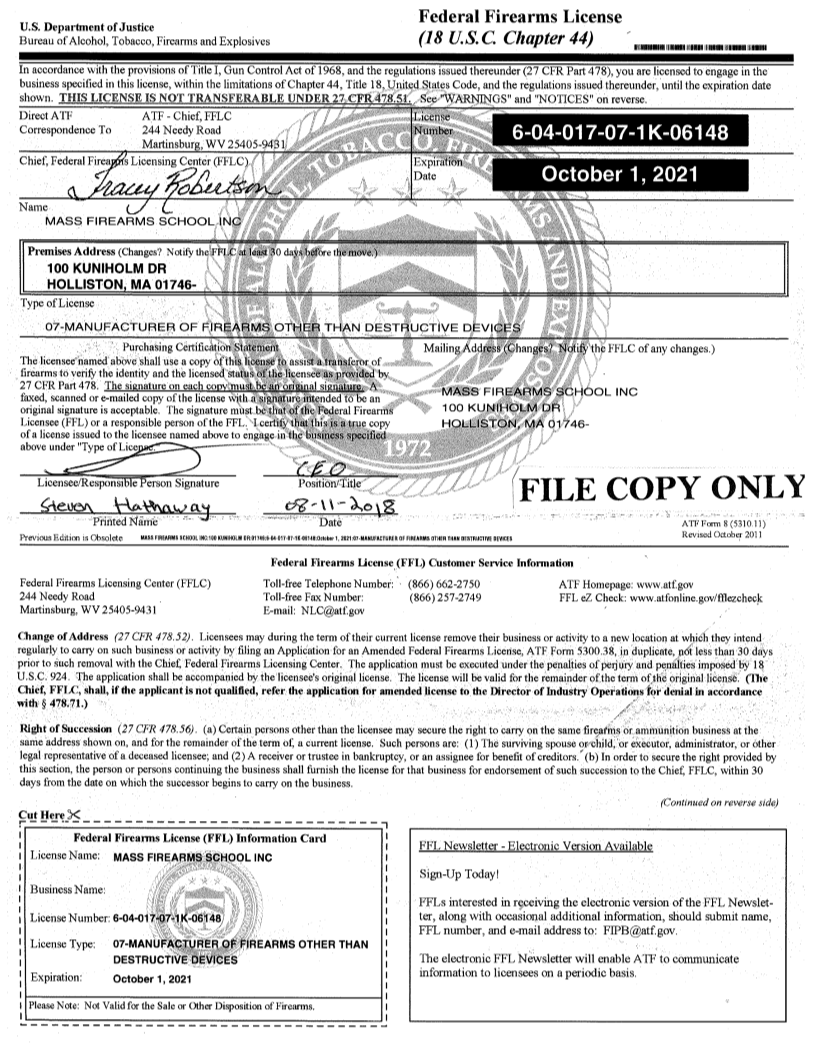 U.S. Department of Justice
Bureau of Alcohol, Tobacco, Firearms and Explosives
Federal Firearms License
(18 U.S.C. Chapter 44)
In accordance with the provisions of Title I, Gun Control Act of 1968, and the regulations issued thereunder (27 CFR Part 478), you are licensed to engage in the
business specified in this license, within the limitations of Chapter 44, Title 18, United States Code, and the regulations issued thereunder, until the expiration date
shown. THIS LICENSE IS NOT TRANSFERABLE UNDER 27 CFR 478.51. See "WARNINGS" and "NOTICES" on reverse.
Direct ATF
Correspondence To
ATF - Chief, FFLC
244 Needy Road
Martinsburg, WV 25405-9431
License
Number
6-04-017-07-1K-06148
Chief, Federal Firearms Licensing Center (FFLC)
Tracey Robertson
Expiration
Date
October 1, 2021
Name
MASS FIREARMS SCHOOL INC
Premises Address (Changes? Notify the FFLC at least 30 days before the move.)
100 KUNIHOLM DR
HOLLISTON, MA 01746-
Type of License
07-MANUFACTURER OF FIREARMS OTHER THAN DESTRUCTIVE DEVICES
Purchasing Certification Statement
The licensee named above shall use a copy of this license to assist a transferor of
firearms to verify the identity and the licensed status of the licensee as provided by
27 CFR Part 478. The signature on each copy must be an original signature. A
faxed, scanned or e-mailed copy of the license with a signature intended to be an
original signature is acceptable. The signature must be that of the Federal Firearms
Licensee (FFL) or a responsible person of the FFL. I certify that this is a true copy
of a license issued to the licensee named above to engage in the business specified
above under "Type of License."
Mailing Address (Changes? Notify the FFLC of any changes.)
MASS FIREARMS SCHOOL INC
100 KUNIHOLM DR
HOLLISTON, MA 01746-
1972
CEO
Licensee/Responsible Person Signature
Position/Title
Steven Hathaway
08-11-2018
Printed Name
Date
FILE COPY ONLY
ATF Form 8 (5310.11)
Revised October 2011
Previous Edition is Obsolete
MASS FIREARMS SCHOOL INC:100 KUNIHOLM DR:01746:6-04-017-07-1K-06148:October 1, 2021:07-MANUFACTURER OF FIREARMS OTHER THAN DESTRUCTIVE DEVICES
Federal Firearms License (FFL) Customer Service Information
Federal Firearms Licensing Center (FFLC)
244 Needy Road
Martinsburg, WV 25405-9431
Toll-free Telephone Number: (866) 662-2750
Toll-free Fax Number: (866) 257-2749
E-mail: NLC@atf.gov
ATF Homepage: www.atf.gov
FFL eZ Check: www.atfonline.gov/fflezcheck
Change of Address (27 CFR 478.52). Licensees may during the term of their current license remove their business or activity to a new location at which they intend
regularly to carry on such business or activity by filing an Application for an Amended Federal Firearms License, ATF Form 5300.38, in duplicate, not less than 30 days
prior to such removal with the Chief, Federal Firearms Licensing Center. The application must be executed under the penalties of perjury and penalties imposed by 18
U.S.C. 924. The application shall be accompanied by the licensee's original license. The license will be valid for the remainder of the term of the original license. (The
Chief, FFLC, shall, if the applicant is not qualified, refer the application for amended license to the Director of Industry Operations for denial in accordance
with § 478.71.)
Right of Succession (27 CFR 478.56). (a) Certain persons other than the licensee may secure the right to carry on the same firearms or ammunition business at the
same address shown on, and for the remainder of the term of, a current license. Such persons are: (1) The surviving spouse or child, or executor, administrator, or other
legal representative of a deceased licensee; and (2) A receiver or trustee in bankruptcy, or an assignee for benefit of creditors. (b) In order to secure the right provided by
this section, the person or persons continuing the business shall furnish the license for that business for endorsement of such succession to the Chief, FFLC, within 30
days from the date on which the successor begins to carry on the business.
(Continued on reverse side)
Cut Here
Federal Firearms License (FFL) Information Card
License Name: MASS FIREARMS SCHOOL INC
Business Name:
License Number: 6-04-017-07-1K-06148
License Type: 07-MANUFACTURER OF FIREARMS OTHER THAN
DESTRUCTIVE DEVICES
Expiration: October 1, 2021
Please Note: Not Valid for the Sale or Other Disposition of Firearms.
FFL Newsletter - Electronic Version Available
Sign-Up Today!
FFLs interested in receiving the electronic version of the FFL Newslet-
ter, along with occasional additional information, should submit name,
FFL number, and e-mail address to: FIPB@atf.gov.
The electronic FFL Newsletter will enable ATF to communicate
information to licensees on a periodic basis.